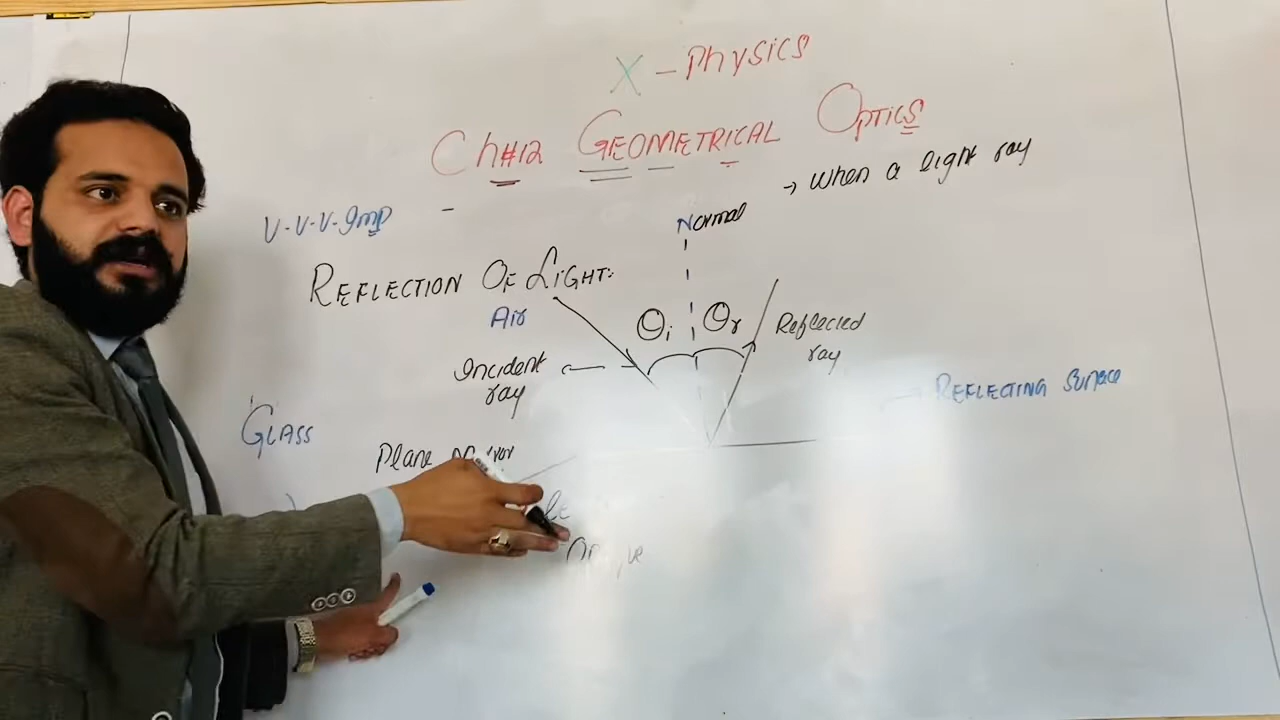 X - Physics
Ch#12 GEOMETRICAL OPTICS
→ When a light ray
V-V-V-Imp -
Normal
REFLECTION OF LIGHT:
Air
θi θr
Reflected
ray
Incident
ray
REFLECTING Surface
GLASS
Plane